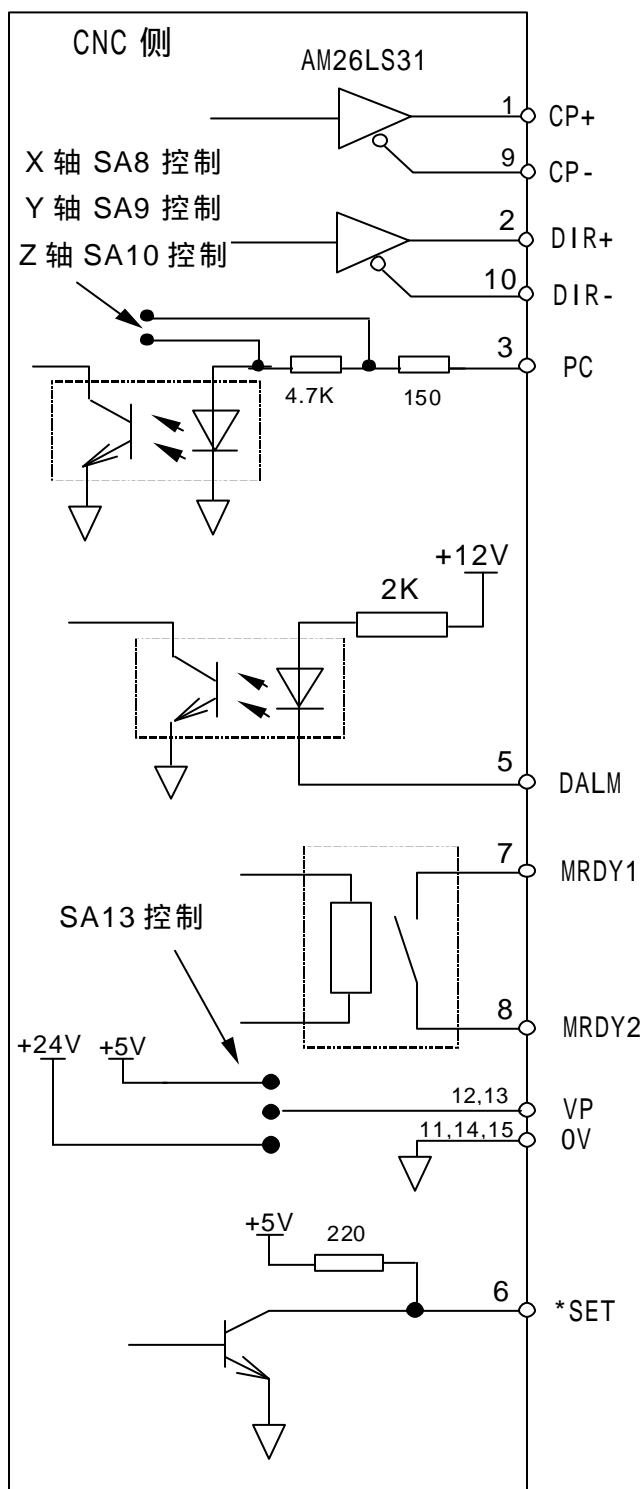 CNC 侧
AM26LS31
1 CP+
9 CP-
X 轴 SA8 控制
Y 轴 SA9 控制
Z 轴 SA10 控制
2 DIR+
10 DIR-
3 PC
4.7K
150
+12V
2K
5 DALM
7 MRDY1
SA13 控制
8 MRDY2
+24V
+5V
12,13 VP
11,14,15 0V
+5V
220
6 *SET